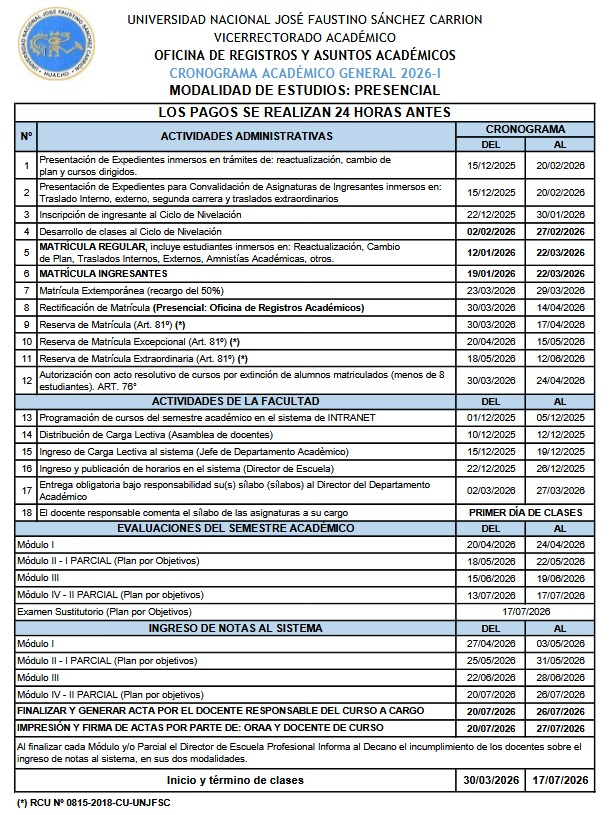 UNIVERSIDAD NACIONAL JOSÉ FAUSTINO SÁNCHEZ CARRION
HUACHO
UNIVERSIDAD NACIONAL JOSÉ FAUSTINO SÁNCHEZ CARRION
VICERRECTORADO ACADÉMICO
OFICINA DE REGISTROS Y ASUNTOS ACADÉMICOS
CRONOGRAMA ACADÉMICO GENERAL 2026-I
MODALIDAD DE ESTUDIOS: PRESENCIAL
LOS PAGOS SE REALIZAN 24 HORAS ANTES
Nº ACTIVIDADES ADMINISTRATIVAS CRONOGRAMA
DEL AL
1 Presentación de Expedientes inmersos en trámites de: reactualización, cambio de
plan y cursos dirigidos. 15/12/2025 20/02/2026
2 Presentación de Expedientes para Convalidación de Asignaturas de Ingresantes inmersos en:
Traslado Interno, externo, segunda carrera y traslados extraordinarios 15/12/2025 20/02/2026
3 Inscripción de ingresante al Ciclo de Nivelación 22/12/2025 30/01/2026
4 Desarrollo de clases al Ciclo de Nivelación 02/02/2026 27/02/2026
5 MATRÍCULA REGULAR, incluye estudiantes inmersos en: Reactualización, Cambio
de Plan, Traslados Internos, Externos, Amnistías Académicas, otros. 12/01/2026 22/03/2026
6 MATRÍCULA INGRESANTES 19/01/2026 22/03/2026
7 Matrícula Extemporánea (recargo del 50%) 23/03/2026 29/03/2026
8 Rectificación de Matrícula (Presencial: Oficina de Registros Académicos) 30/03/2026 14/04/2026
9 Reserva de Matrícula (Art. 81º) (*) 30/03/2026 17/04/2026
10 Reserva de Matrícula Excepcional (Art. 81º) (*) 20/04/2026 15/05/2026
11 Reserva de Matrícula Extraordinaria (Art. 81º) (*) 18/05/2026 12/06/2026
12 Autorización con acto resolutivo de cursos por extinción de alumnos matriculados (menos de 8
estudiantes). ART. 76° 30/03/2026 24/04/2026
ACTIVIDADES DE LA FACULTAD DEL AL
13 Programación de cursos del semestre académico en el sistema de INTRANET 01/12/2025 05/12/2025
14 Distribución de Carga Lectiva (Asamblea de docentes) 10/12/2025 12/12/2025
15 Ingreso de Carga Lectiva al sistema (Jefe de Departamento Acadèmico) 15/12/2025 19/12/2025
16 Ingreso y publicación de horarios en el sistema (Director de Escuela) 22/12/2025 26/12/2025
17 Entrega obligatoria bajo responsabilidad su(s) sílabo (sílabos) al Director del Departamento
Académico 02/03/2026 27/03/2026
18 El docente responsable comenta el sílabo de las asignaturas a su cargo PRIMER DÍA DE CLASES
EVALUACIONES DEL SEMESTRE ACADÉMICO DEL AL
Módulo I 20/04/2026 24/04/2026
Módulo II - I PARCIAL (Plan por Objetivos) 18/05/2026 22/05/2026
Módulo III 15/06/2026 19/06/2026
Módulo IV - II PARCIAL (Plan por objetivos) 13/07/2026 17/07/2026
Examen Sustitutorio (Plan por Objetivos) 17/07/2026
INGRESO DE NOTAS AL SISTEMA DEL AL
Módulo I 27/04/2026 03/05/2026
Módulo II - I PARCIAL (Plan por objetivos) 25/05/2026 31/05/2026
Módulo III 22/06/2026 28/06/2026
Módulo IV - II PARCIAL (Plan por objetivos) 20/07/2026 26/07/2026
FINALIZAR Y GENERAR ACTA POR EL DOCENTE RESPONSABLE DEL CURSO A CARGO 20/07/2026 26/07/2026
IMPRESIÓN Y FIRMA DE ACTAS POR PARTE DE: ORAA Y DOCENTE DE CURSO 20/07/2026 27/07/2026
Al finalizar cada Módulo y/o Parcial el Director de Escuela Profesional Informa al Decano el incumplimiento de los docentes sobre el
ingreso de notas al sistema, en sus dos modalidades.
Inicio y término de clases 30/03/2026 17/07/2026
(*) RCU Nº 0815-2018-CU-UNJFSC